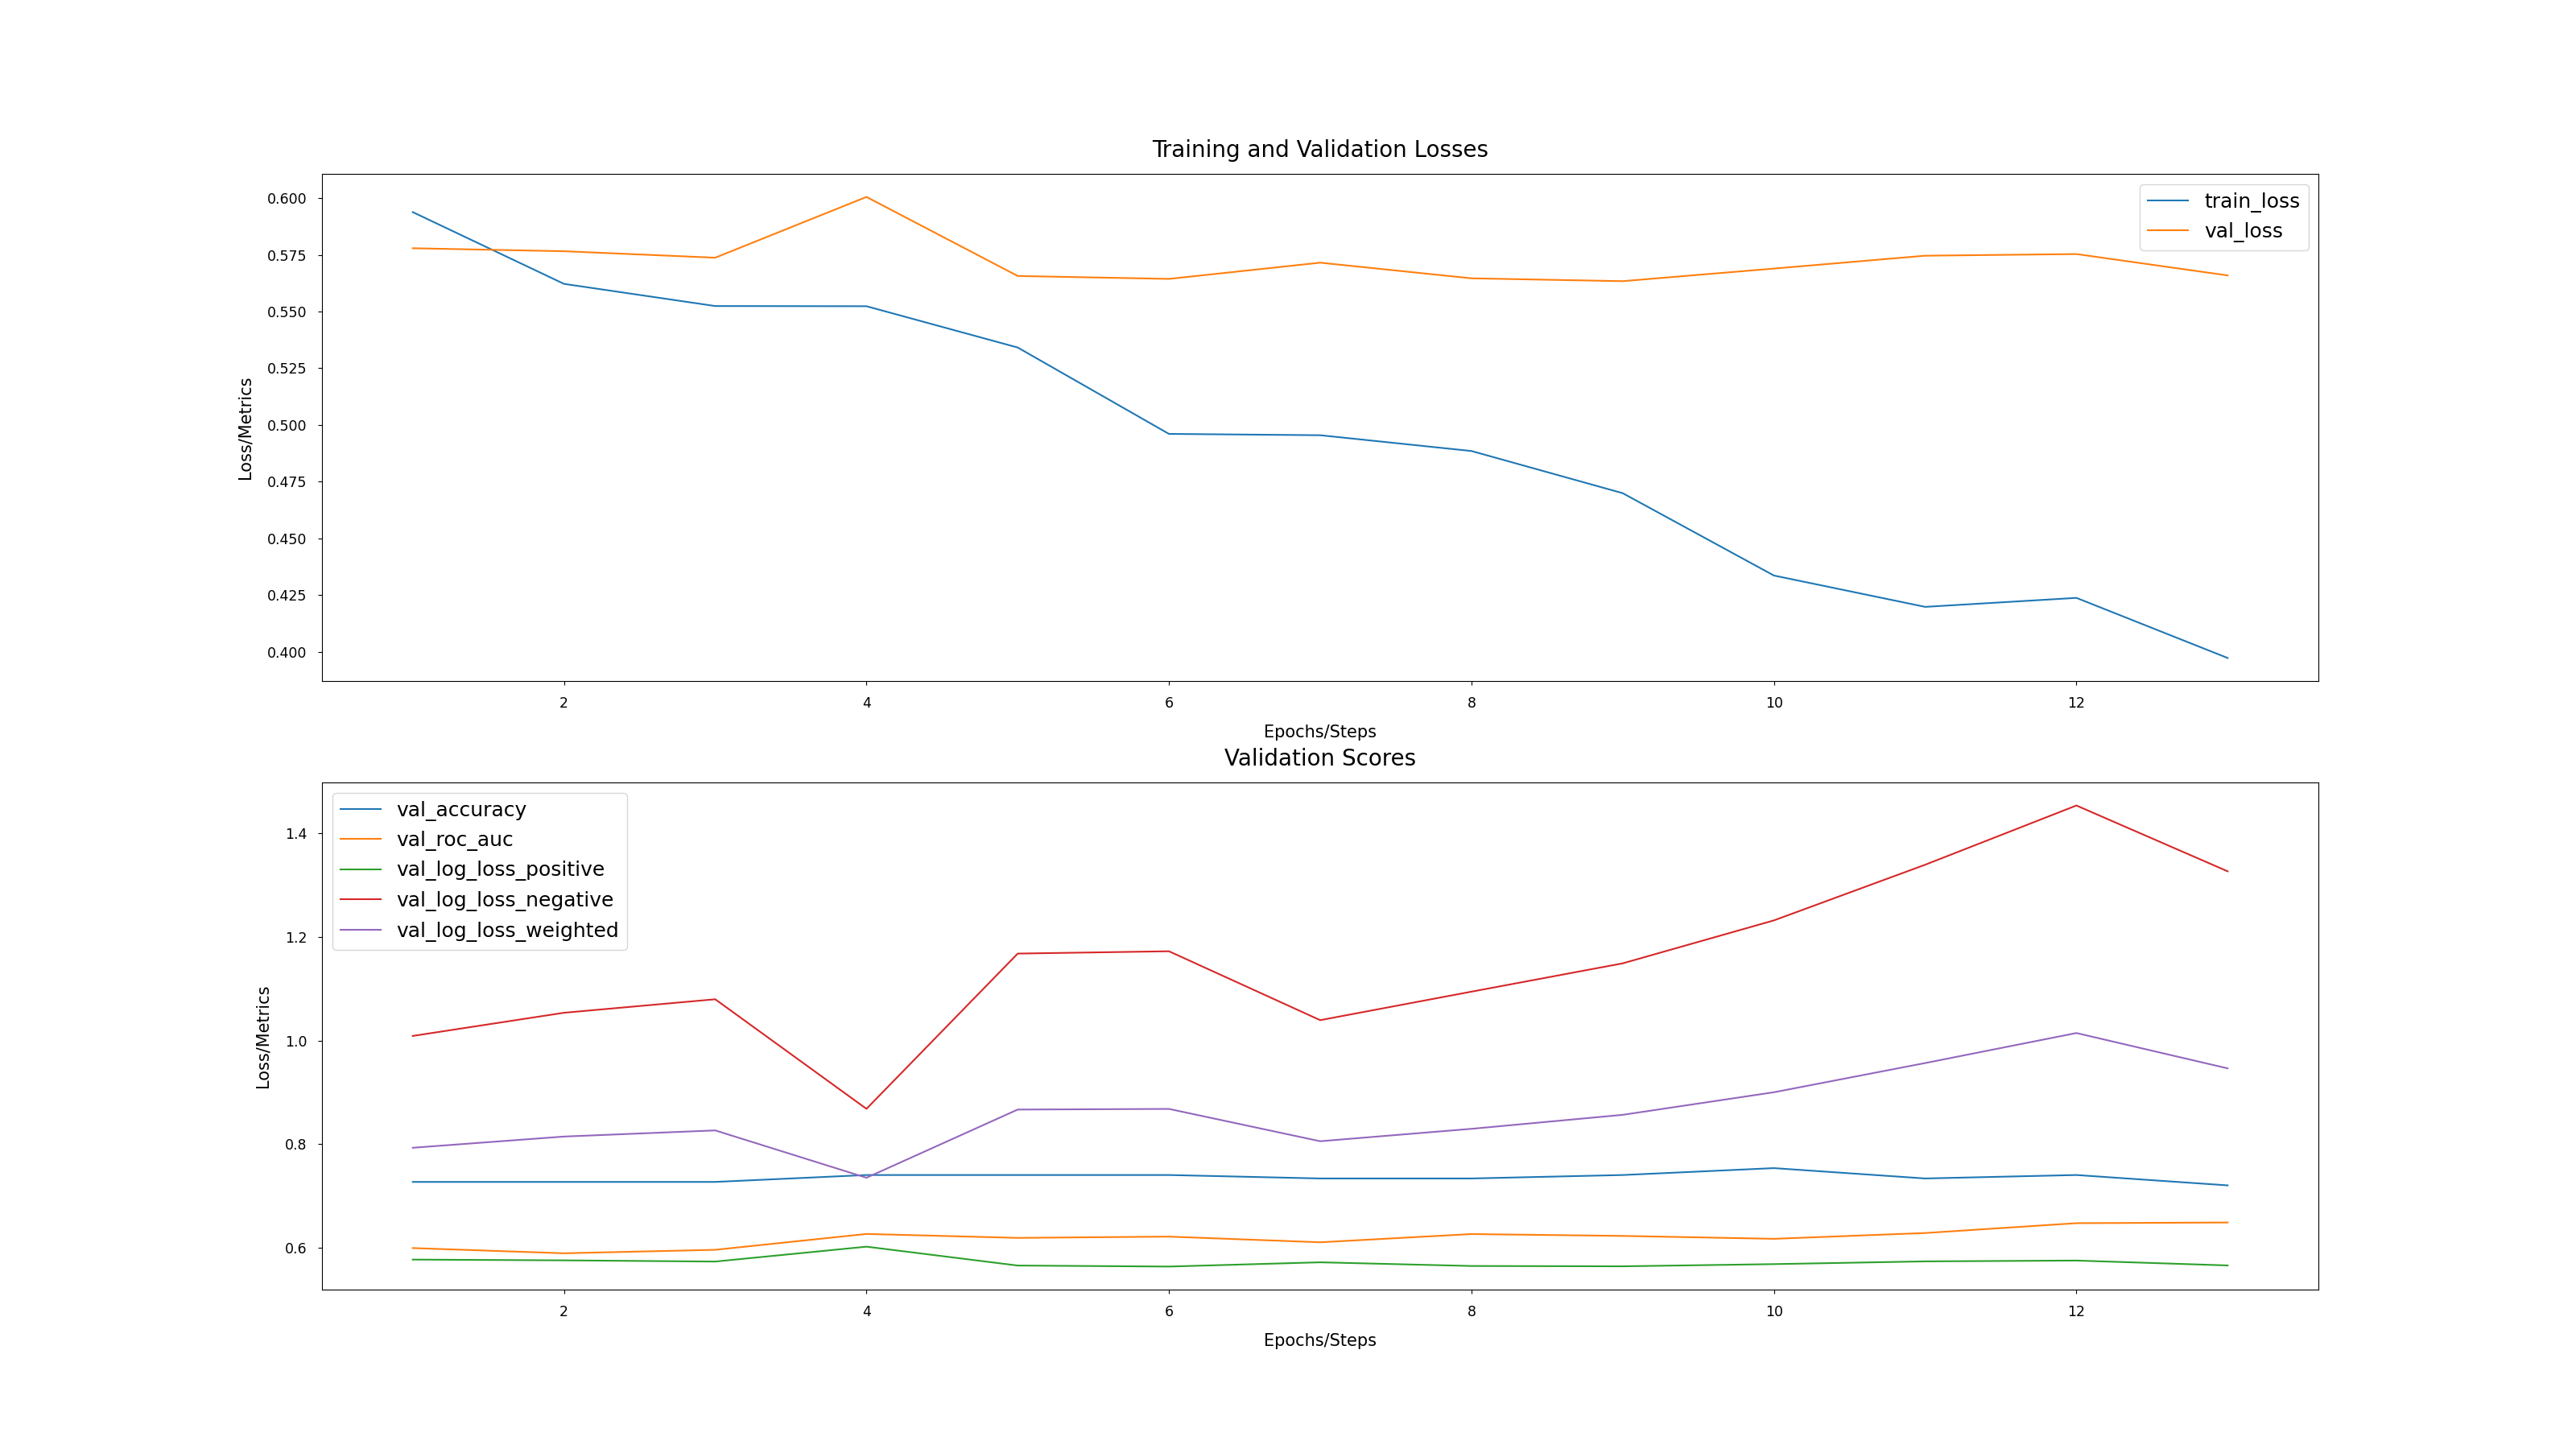 Training and Validation Losses
train_loss
val_loss
0.600
0.575
0.550
0.525
0.500
0.475
0.450
0.425
0.400
Loss/Metrics
2 4 6 8 10 12
Epochs/Steps
Validation Scores
val_accuracy
val_roc_auc
val_log_loss_positive
val_log_loss_negative
val_log_loss_weighted
1.4
1.2
1.0
0.8
0.6
Loss/Metrics
2 4 6 8 10 12
Epochs/Steps